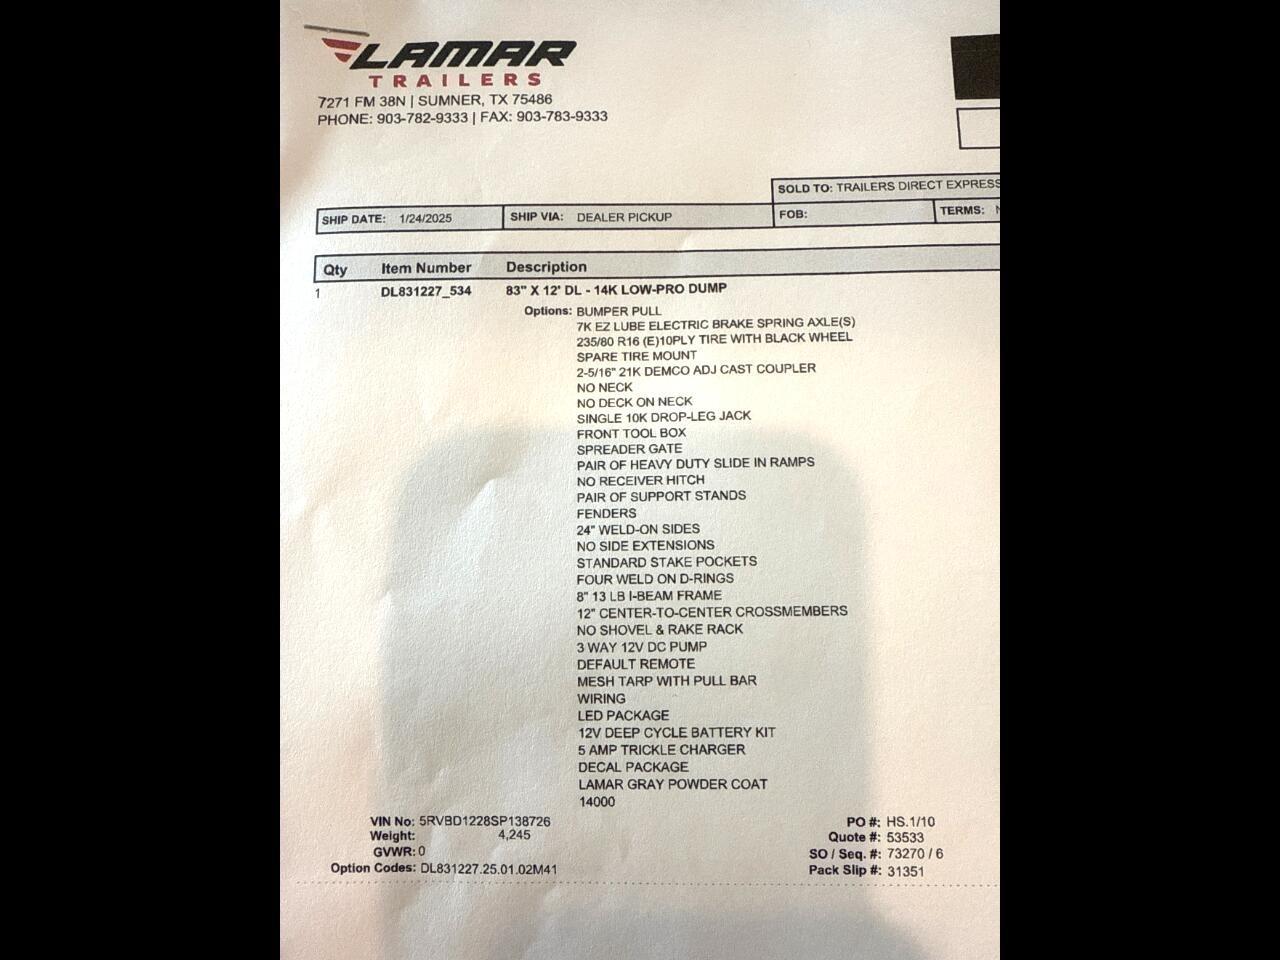 LAMAR
TRAILERS
7271 FM 38N | SUMNER, TX 75486
PHONE: 903-782-9333 | FAX: 903-783-9333
SOLD TO: TRAILERS DIRECT EXPRESS
SHIP DATE: 1/24/2025 SHIP VIA: DEALER PICKUP FOB: TERMS:
Qty Item Number Description
1 DL831227_534 83" X 12' DL - 14K LOW-PRO DUMP
Options: BUMPER PULL
7K EZ LUBE ELECTRIC BRAKE SPRING AXLE(S)
235/80 R16 (E)10PLY TIRE WITH BLACK WHEEL
SPARE TIRE MOUNT
2-5/16" 21K DEMCO ADJ CAST COUPLER
NO NECK
NO DECK ON NECK
SINGLE 10K DROP-LEG JACK
FRONT TOOL BOX
SPREADER GATE
PAIR OF HEAVY DUTY SLIDE IN RAMPS
NO RECEIVER HITCH
PAIR OF SUPPORT STANDS
FENDERS
24" WELD-ON SIDES
NO SIDE EXTENSIONS
STANDARD STAKE POCKETS
FOUR WELD ON D-RINGS
8" 13 LB I-BEAM FRAME
12" CENTER-TO-CENTER CROSSMEMBERS
NO SHOVEL & RAKE RACK
3 WAY 12V DC PUMP
DEFAULT REMOTE
MESH TARP WITH PULL BAR
WIRING
LED PACKAGE
12V DEEP CYCLE BATTERY KIT
5 AMP TRICKLE CHARGER
DECAL PACKAGE
LAMAR GRAY POWDER COAT
14000
VIN No: 5RVBD1228SP138726 PO #: HS.1/10
Weight: 4,245 Quote #: 53533
GVWR: 0 SO / Seq. #: 73270 / 6
Option Codes: DL831227.25.01.02M41 Pack Slip #: 31351